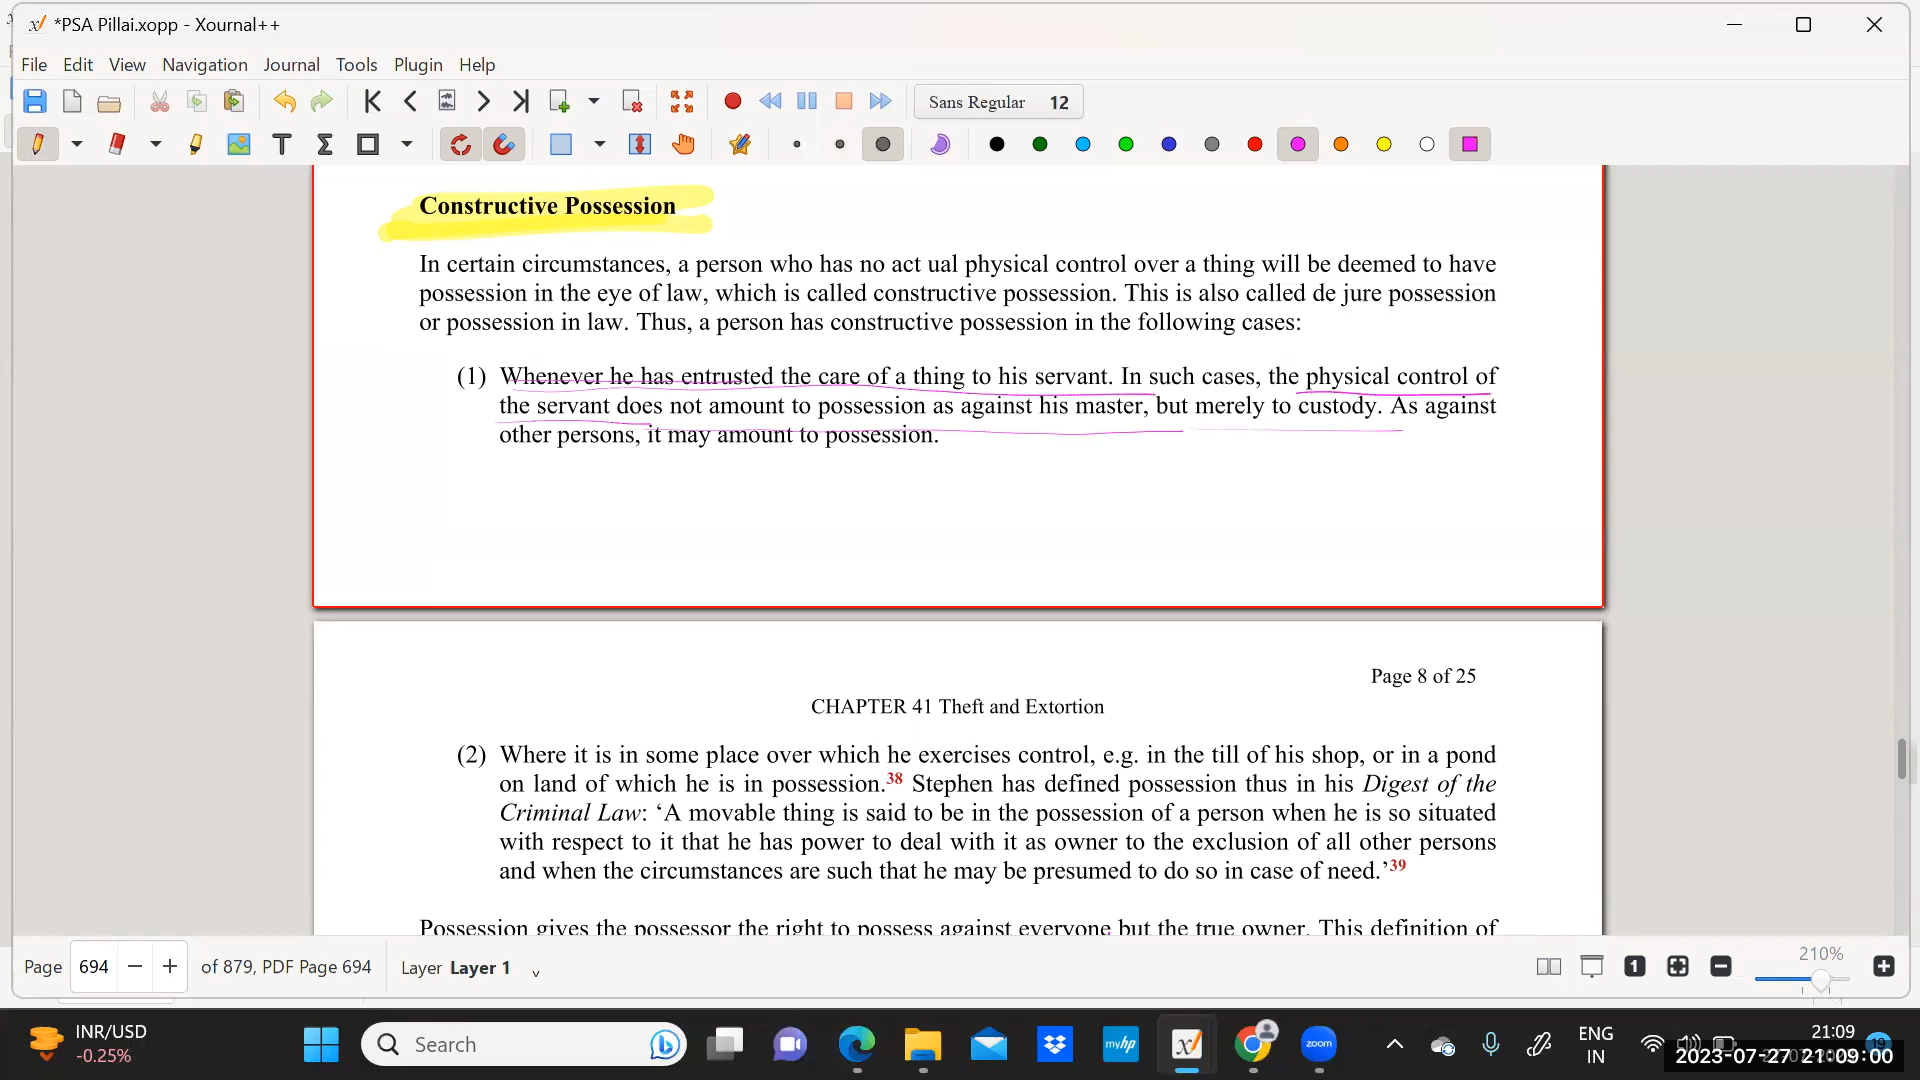 *PSA Pillai.xopp - Xournal++
File Edit View Navigation Journal Tools Plugin Help
Sans Regular 12
Constructive Possession
In certain circumstances, a person who has no act ual physical control over a thing will be deemed to have
possession in the eye of law, which is called constructive possession. This is also called de jure possession
or possession in law. Thus, a person has constructive possession in the following cases:
(1) Whenever he has entrusted the care of a thing to his servant. In such cases, the physical control of
the servant does not amount to possession as against his master, but merely to custody. As against
other persons, it may amount to possession.
Page 8 of 25
CHAPTER 41 Theft and Extortion
(2) Where it is in some place over which he exercises control, e.g. in the till of his shop, or in a pond
on land of which he is in possession.38 Stephen has defined possession thus in his Digest of the
Criminal Law: ‘A movable thing is said to be in the possession of a person when he is so situated
with respect to it that he has power to deal with it as owner to the exclusion of all other persons
and when the circumstances are such that he may be presumed to do so in case of need.’39
Possession gives the possessor the right to possess against everyone but the true owner. This definition of
Page 694 of 879, PDF Page 694 Layer Layer 1
210%
INR/USD
-0.25%
Search
myhp
zoom
ENG
IN
21:09
19
2023-07-27 21:09:00